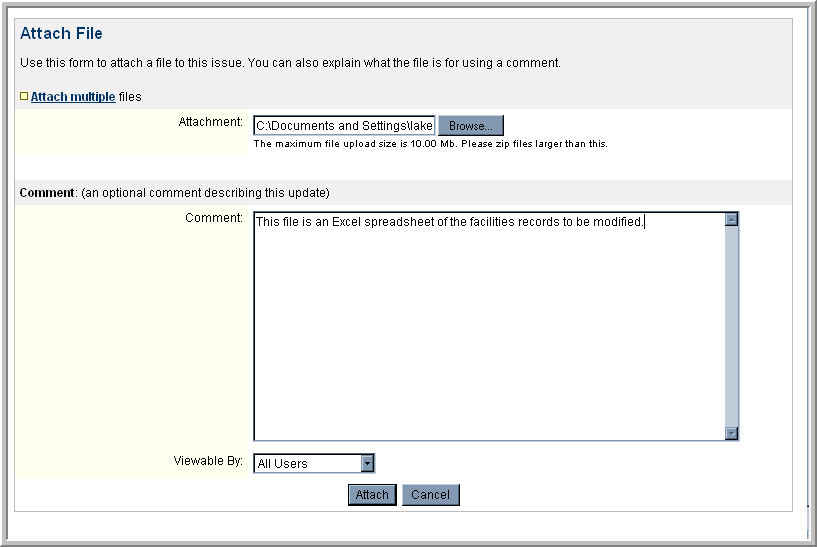 Attach File
Use this form to attach a file to this issue. You can also explain what the file is for using a comment.
Attach multiple files
Attachment: C:\Documents and Settings\lake Browse...
The maximum file upload size is 10.00 Mb. Please zip files larger than this.
Comment: (an optional comment describing this update)
Comment: This file is an Excel spreadsheet of the facilities records to be modified.
Viewable By: All Users
Attach Cancel